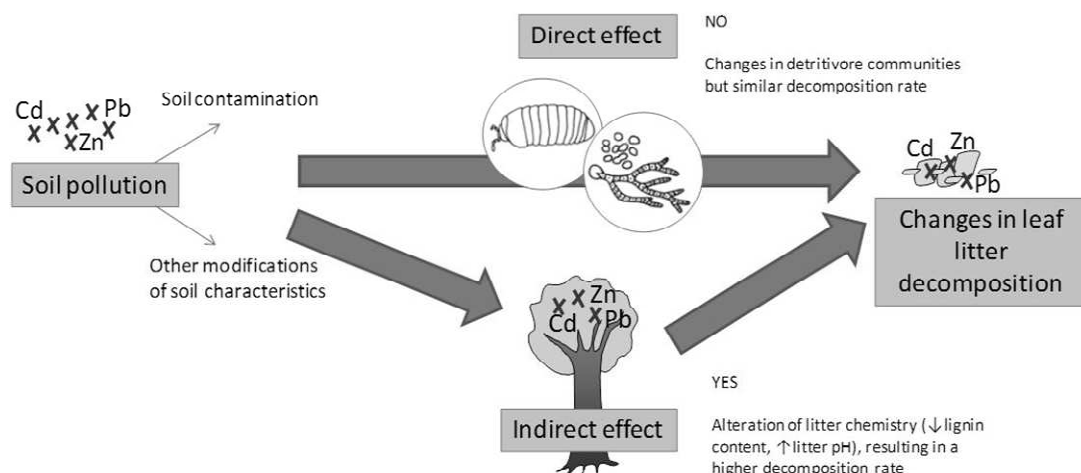 Direct effect
NO
Changes in detritivore communities
but similar decomposition rate
Soil contamination
Cd Pb
Zn
Soil pollution
Other modifications
of soil characteristics
Cd Zn
Pb
Changes in leaf
litter
decomposition
Zn
Cd Pb
Indirect effect
YES
Alteration of litter chemistry (↓lignin
content, ↑litter pH), resulting in a
higher decomposition rate